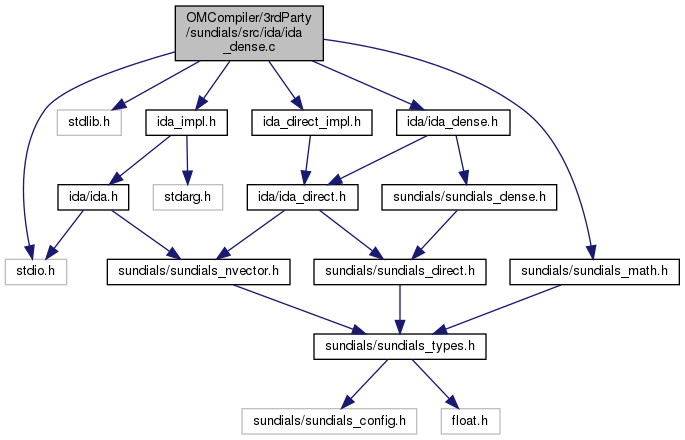 OMCompiler/3rdParty
/sundials/src/ida/ida
_dense.c
stdlib.h
ida_impl.h
ida_direct_impl.h
ida/ida_dense.h
ida/ida.h
stdarg.h
ida/ida_direct.h
sundials/sundials_dense.h
stdio.h
sundials/sundials_nvector.h
sundials/sundials_direct.h
sundials/sundials_math.h
sundials/sundials_types.h
sundials/sundials_config.h
float.h